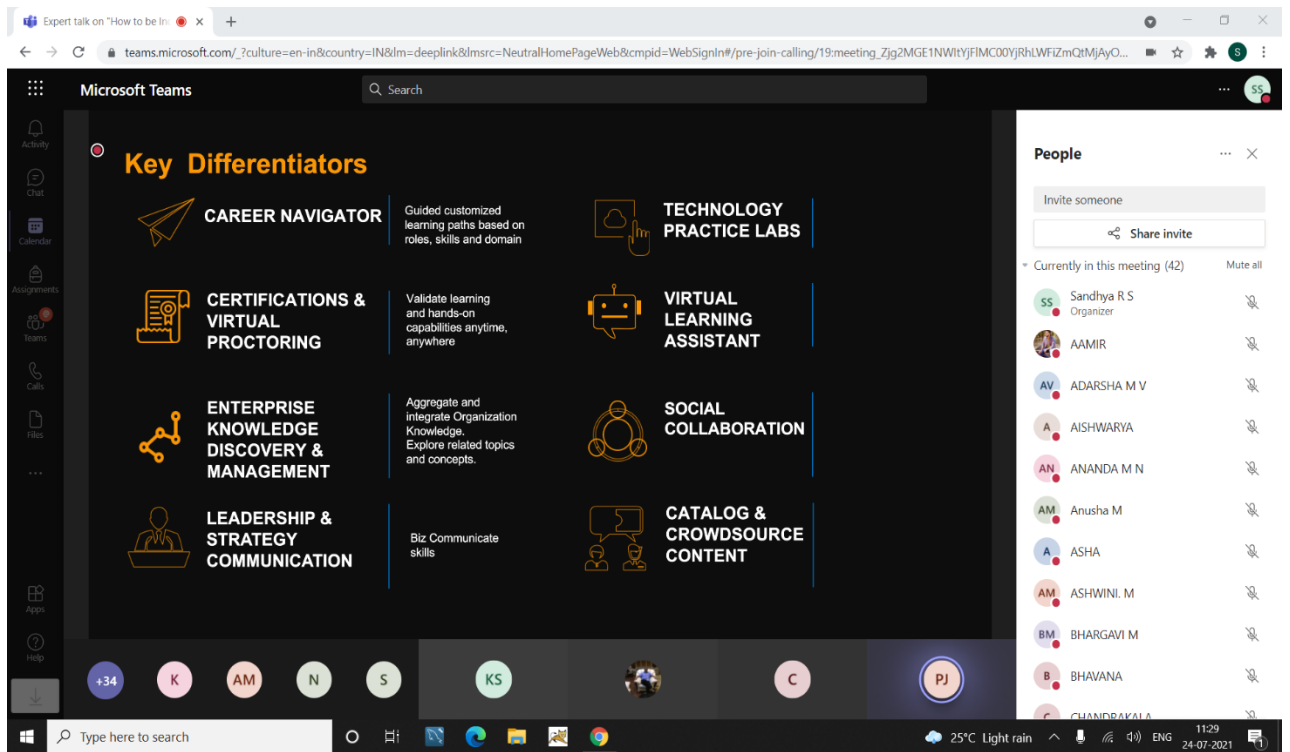 Expert talk on "How to be Inc
teams.microsoft.com/_?culture=en-in&country=IN&lm=deeplink&lmsrc=NeutralHomePageWeb&cmpid=WebSignIn#/pre-join-calling/19:meeting_
S
Microsoft Teams
Search
SS
Activity
Chat
Calendar
Assignments
Teams
Calls
Files
Apps
Help
Key Differentiators
CAREER NAVIGATOR
Guided customized
learning paths based on
roles, skills and domain
TECHNOLOGY
PRACTICE LABS
CERTIFICATIONS &
VIRTUAL
PROCTORING
Validate learning
and hands-on
capabilities anytime,
anywhere
VIRTUAL
LEARNING
ASSISTANT
ENTERPRISE
KNOWLEDGE
DISCOVERY &
MANAGEMENT
Aggregate and
integrate Organization
Knowledge.
Explore related topics
and concepts.
SOCIAL
COLLABORATION
LEADERSHIP &
STRATEGY
COMMUNICATION
Biz Communicate
skills
CATALOG &
CROWDSOURCE
CONTENT
+34
K
AM
N
S
KS
C
PJ
People
Invite someone
Share invite
Currently in this meeting (42) Mute all
SS Sandhya R S
Organizer
AAMIR
AV ADARSHA M V
A AISHWARYA
AN ANANDA M N
AM Anusha M
A ASHA
AM ASHWINI. M
BM BHARGAVI M
B BHAVANA
C CHANDRAKALA
Type here to search
25°C Light rain
ENG
11:29
24-07-2021
1